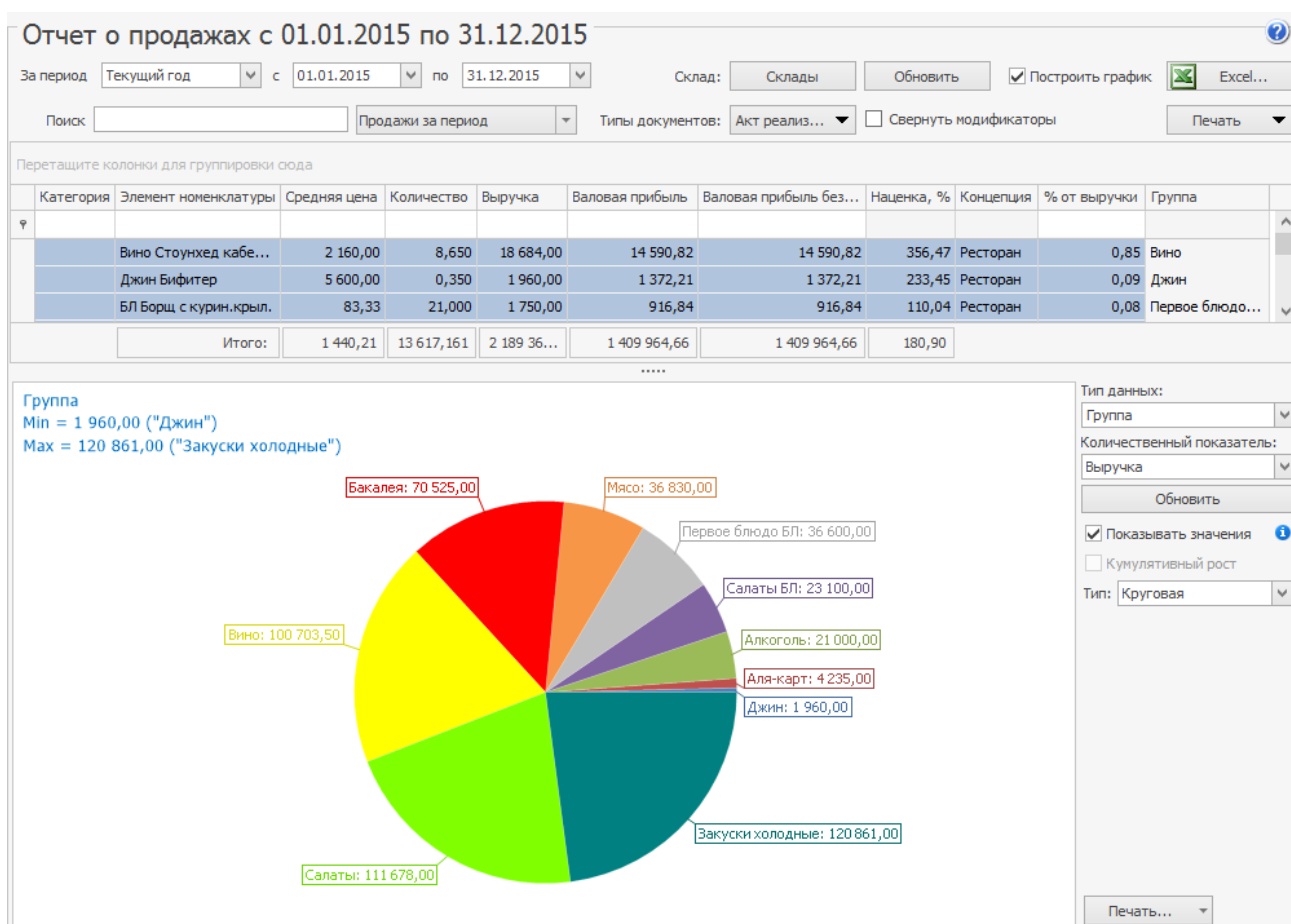 Отчет о продажах с 01.01.2015 по 31.12.2015
За период Текущий год с 01.01.2015 по 31.12.2015 Склад: Склады Обновить Построить график Excel...
Поиск Продажи за период Типы документов: Акт реализ... Свернуть модификаторы Печать
Перетащите колонки для группировки сюда
Категория Элемент номенклатуры Средняя цена Количество Выручка Валовая прибыль Валовая прибыль без... Наценка, % Концепция % от выручки Группа
Вино Стоунхед кабе... 2 160,00 8,650 18 684,00 14 590,82 14 590,82 356,47 Ресторан 0,85 Вино
Джин Бифитер 5 600,00 0,350 1 960,00 1 372,21 1 372,21 233,45 Ресторан 0,09 Джин
БЛ Борщ с курин.крыл. 83,33 21,000 1 750,00 916,84 916,84 110,04 Ресторан 0,08 Первое блюдо...
Итого: 1 440,21 13 617,161 2 189 36... 1 409 964,66 1 409 964,66 180,90
Группа
Min = 1 960,00 ("Джин")
Max = 120 861,00 ("Закуски холодные")
Бакалея: 70 525,00
Мясо: 36 830,00
Первое блюдо БЛ: 36 600,00
Салаты БЛ: 23 100,00
Вино: 100 703,50
Алкоголь: 21 000,00
Аля-карт: 4 235,00
Джин: 1 960,00
Закуски холодные: 120 861,00
Салаты: 111 678,00
Тип данных:
Группа
Количественный показатель:
Выручка
Обновить
Показывать значения
Кумулятивный рост
Тип: Круговая
Печать...